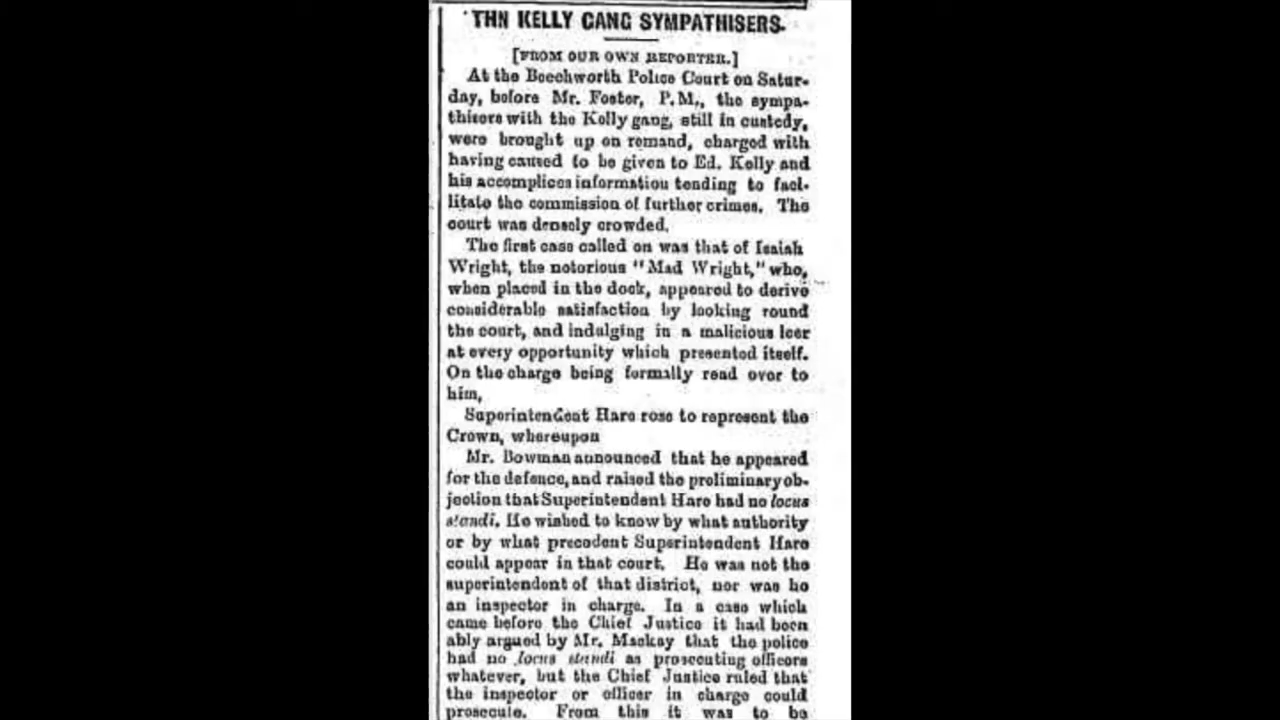 THN KELLY GANG SYMPATHISERS.
[FROM OUR OWN REPORTER.]
At the Beechworth Police Court on Satur-
day, before Mr. Foster, P.M., the sympa-
thisers with the Kelly gang, still in custody,
were brought up on remand, charged with
having caused to be given to Ed. Kelly and
his accomplices information tending to faci-
litate the commission of further crimes. The
court was densely crowded.
The first case called on was that of Isaiah
Wright, the notorious "Mad Wright," who,
when placed in the dock, appeared to derive
considerable satisfaction by looking round
the court, and indulging in a malicious leer
at every opportunity which presented itself.
On the charge being formally read over to
him,
Superintendent Hare rose to represent the
Crown, whereupon
Mr. Bowman announced that he appeared
for the defence, and raised the preliminary ob-
jection that Superintendent Hare had no locus
standi. He wished to know by what authority
or by what precedent Superintendent Hare
could appear in that court. He was not the
superintendent of that district, nor was he
an inspector in charge. In a case which
came before the Chief Justice it had been
ably argued by Mr. Mackay that the police
had no locus standi as prosecuting officers
whatever, but the Chief Justice ruled that
the inspector or officer in charge could
prosecute. From this it was to be